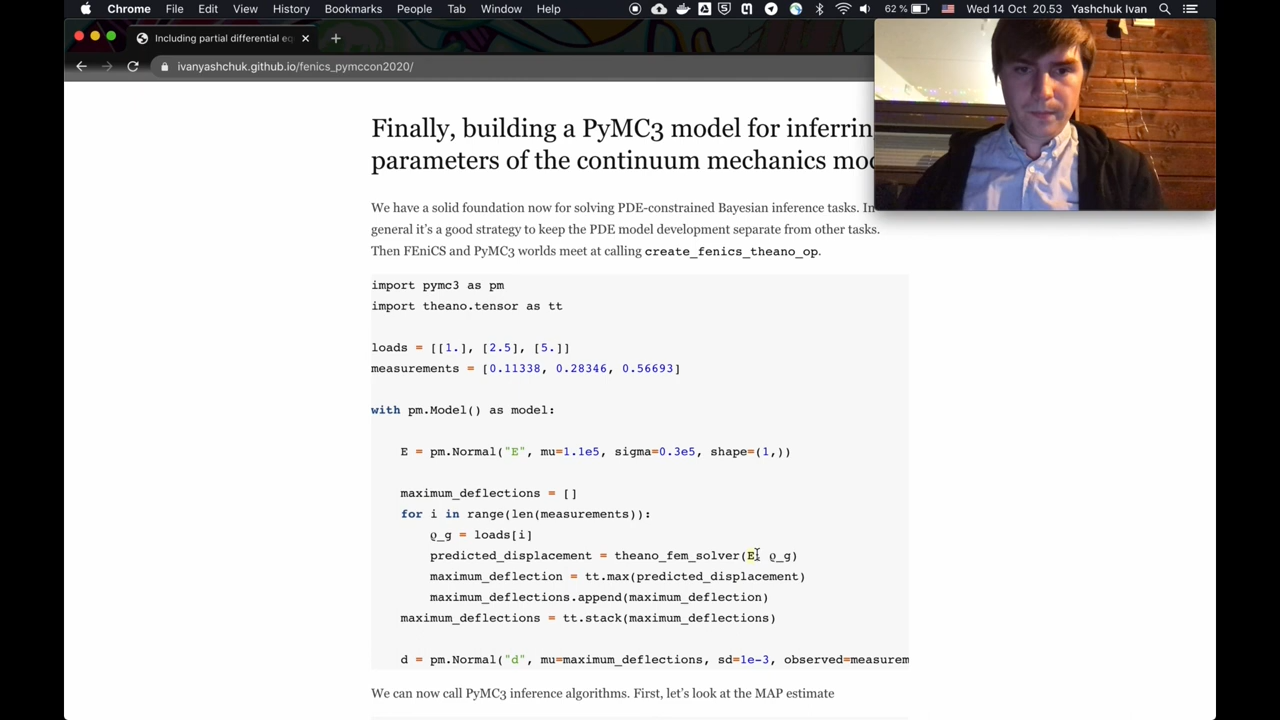 Chrome File Edit View History Bookmarks People Tab Window Help 62 % Wed 14 Oct 20.53 Yashchuk Ivan
Including partial differential eq
ivanyashchuk.github.io/fenics_pymccon2020/
Finally, building a PyMC3 model for inferrin
parameters of the continuum mechanics mo
We have a solid foundation now for solving PDE-constrained Bayesian inference tasks. In
general it’s a good strategy to keep the PDE model development separate from other tasks.
Then FEniCS and PyMC3 worlds meet at calling create_fenics_theano_op.
import pymc3 as pm
import theano.tensor as tt
loads = [[1.], [2.5], [5.]]
measurements = [0.11338, 0.28346, 0.56693]
with pm.Model() as model:
E = pm.Normal("E", mu=1.1e5, sigma=0.3e5, shape=(1,))
maximum_deflections = []
for i in range(len(measurements)):
ϱ_g = loads[i]
predicted_displacement = theano_fem_solver(E, ϱ_g)
maximum_deflection = tt.max(predicted_displacement)
maximum_deflections.append(maximum_deflection)
maximum_deflections = tt.stack(maximum_deflections)
d = pm.Normal("d", mu=maximum_deflections, sd=1e-3, observed=measurem
We can now call PyMC3 inference algorithms. First, let’s look at the MAP estimate